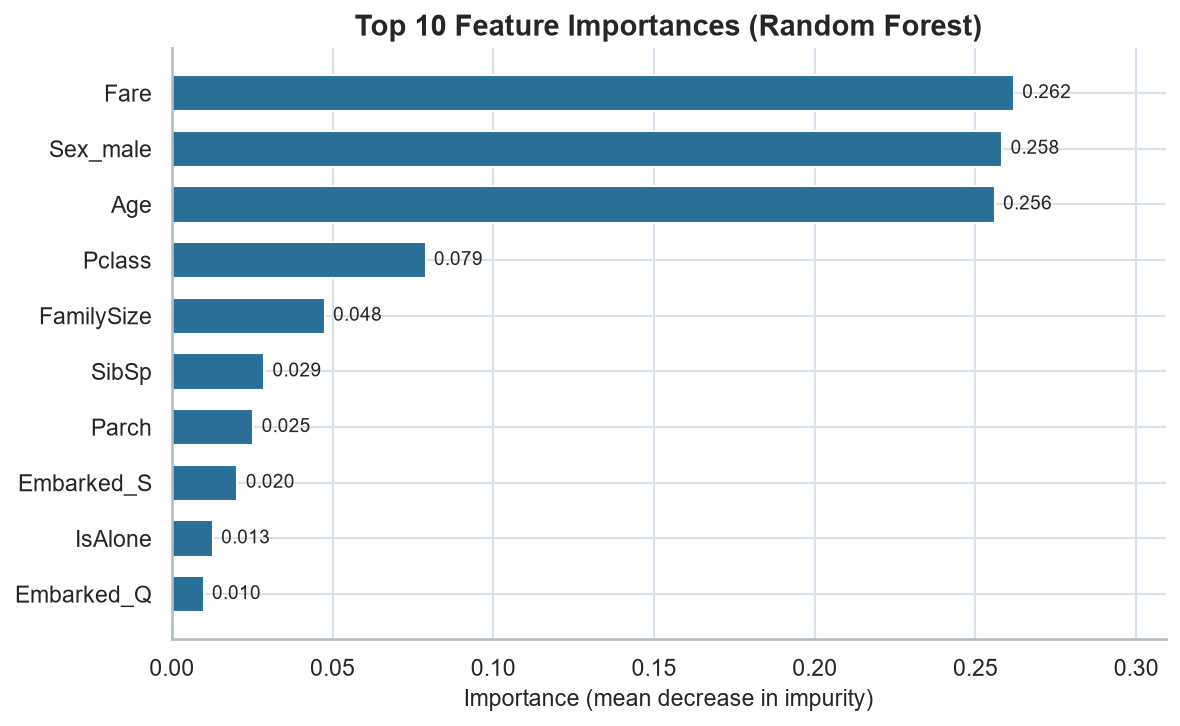 Top 10 Feature Importances (Random Forest)
Fare 0.262
Sex_male 0.258
Age 0.256
Pclass 0.079
FamilySize 0.048
SibSp 0.029
Parch 0.025
Embarked_S 0.020
IsAlone 0.013
Embarked_Q 0.010
0.00 0.05 0.10 0.15 0.20 0.25 0.30
Importance (mean decrease in impurity)